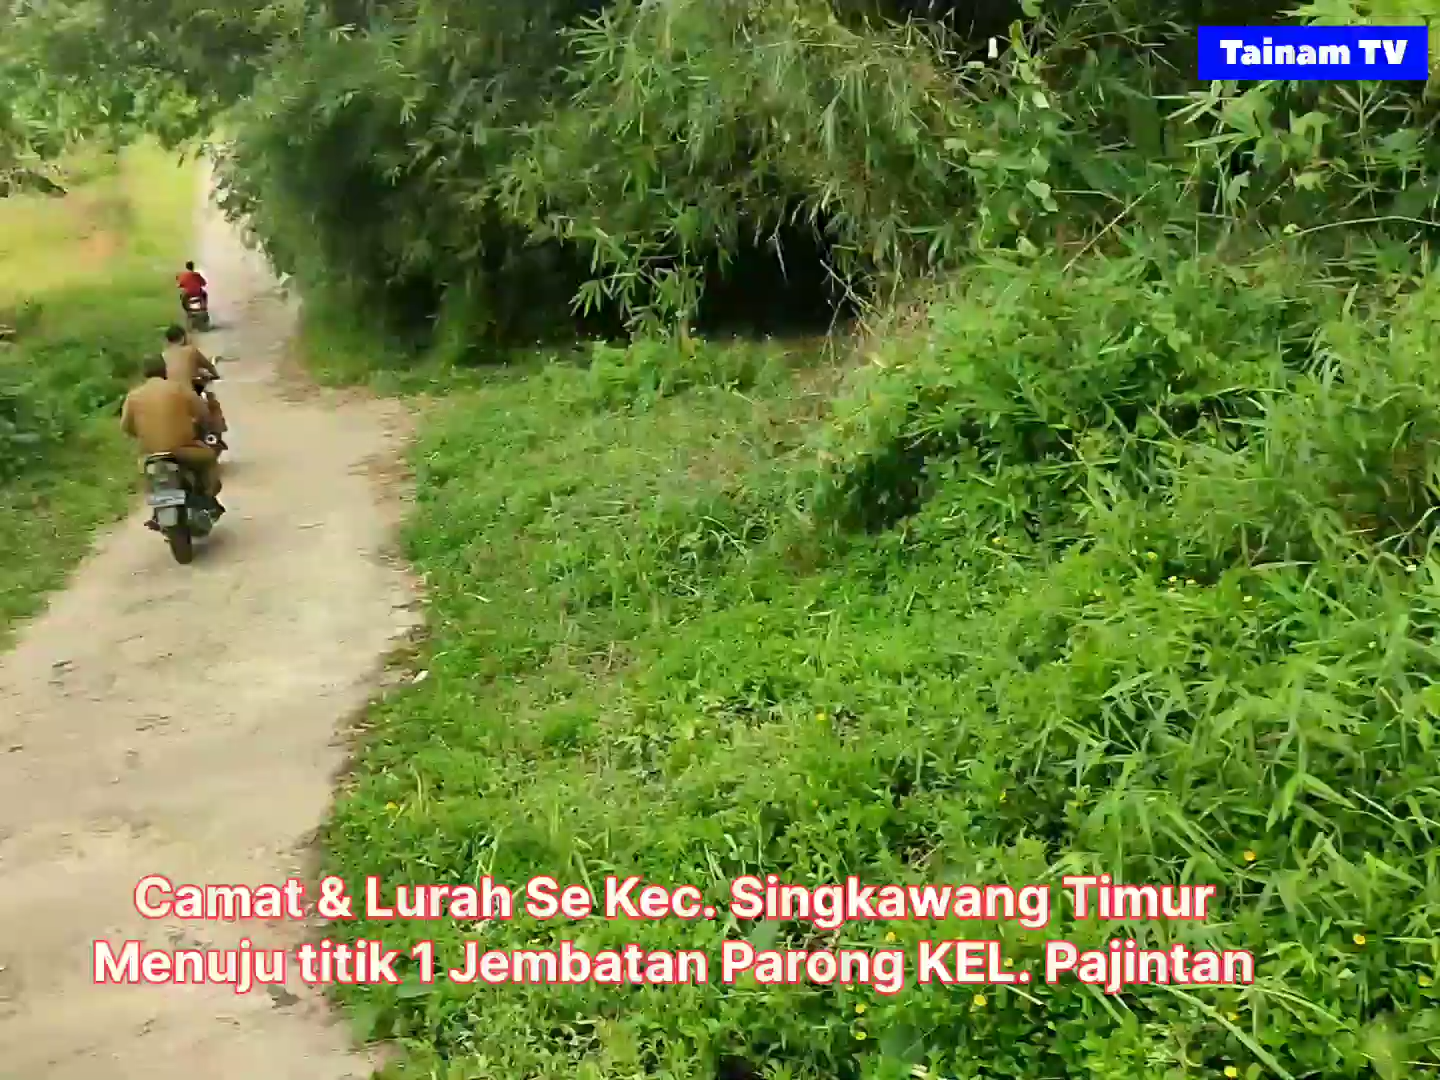 Tainam TV
Camat & Lurah Se Kec. Singkawang Timur
Menuju titik 1 Jembatan Parong KEL. Pajintan